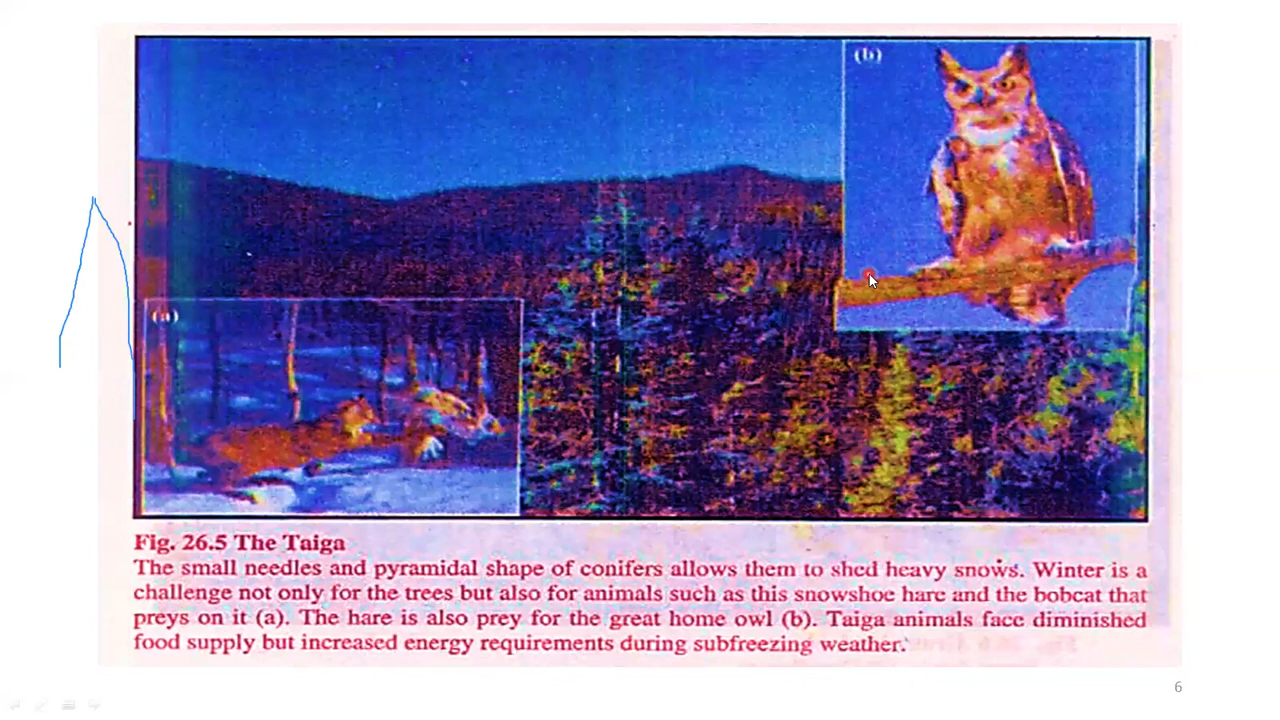 (b)
(a)
Fig. 26.5 The Taiga
The small needles and pyramidal shape of conifers allows them to shed heavy snows. Winter is a
challenge not only for the trees but also for animals such as this snowshoe hare and the bobcat that
preys on it (a). The hare is also prey for the great home owl (b). Taiga animals face diminished
food supply but increased energy requirements during subfreezing weather.
6